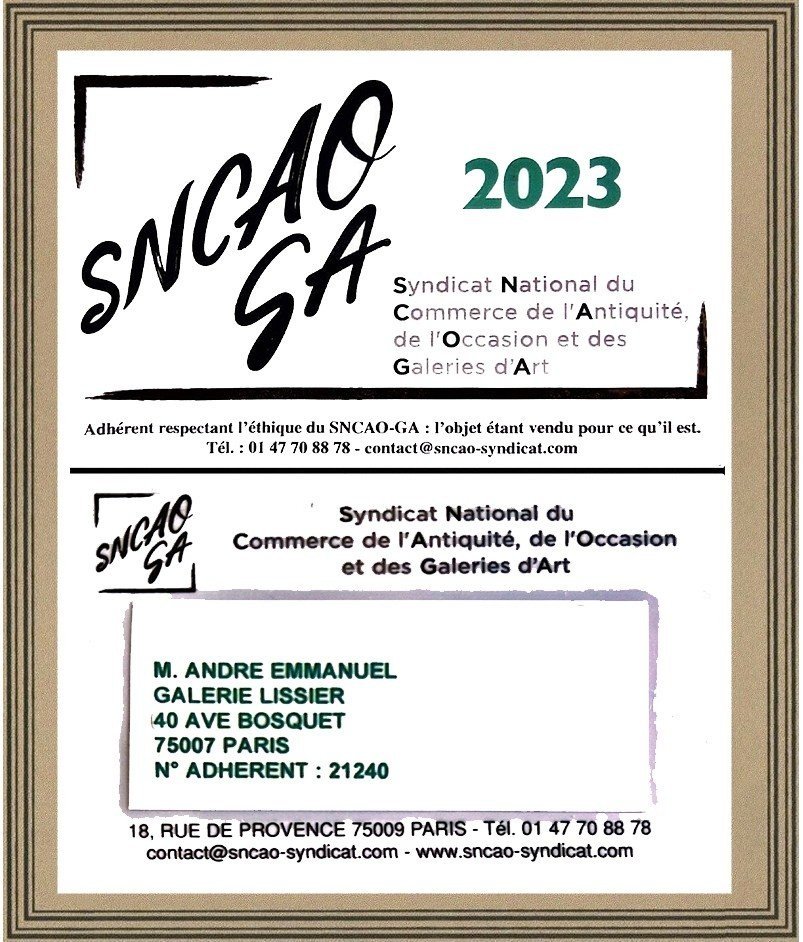 SNCAO
GA
2023
Syndicat National du
Commerce de l'Antiquité,
de l'Occasion et des
Galeries d'Art
Adhérent respectant l'éthique du SNCAO-GA : l'objet étant vendu pour ce qu'il est.
Tél. : 01 47 70 88 78 - contact@sncao-syndicat.com
SNCAO
GA
Syndicat National du
Commerce de l'Antiquité, de l'Occasion
et des Galeries d'Art
M. ANDRE EMMANUEL
GALERIE LISSIER
40 AVE BOSQUET
75007 PARIS
N° ADHERENT : 21240
18, RUE DE PROVENCE 75009 PARIS - Tél. 01 47 70 88 78
contact@sncao-syndicat.com - www.sncao-syndicat.com